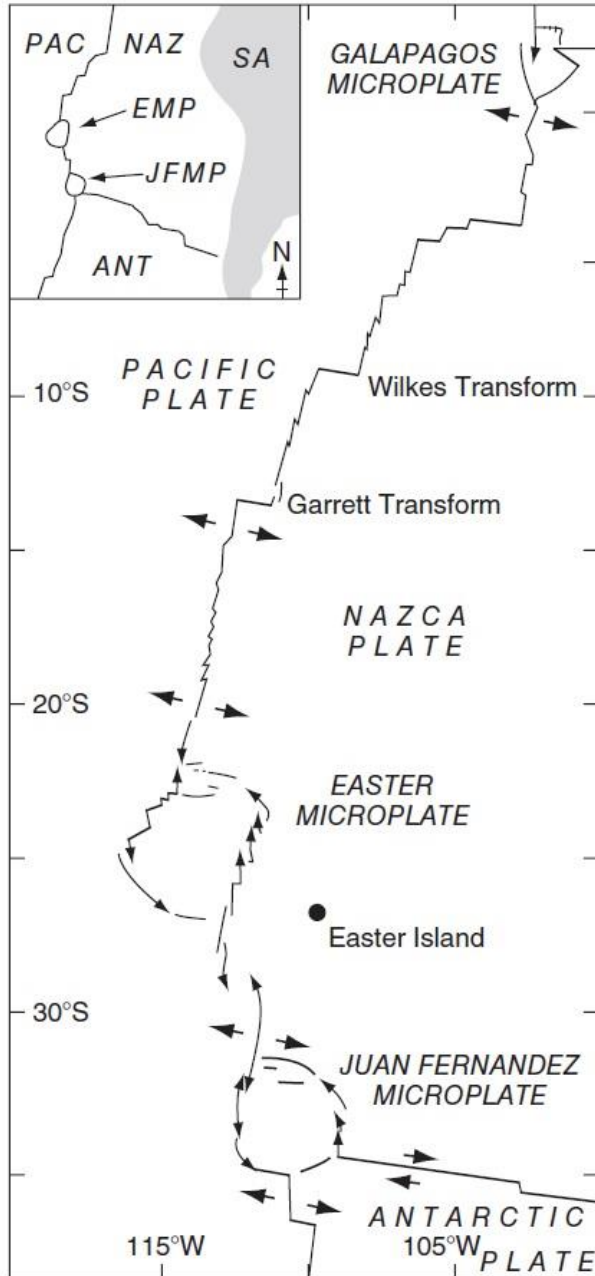 PAC NAZ
SA
EMP
JFMP
ANT
N
GALAPAGOS
MICROPLATE
PACIFIC
PLATE
10°S
Wilkes Transform
Garrett Transform
NAZCA
PLATE
20°S
EASTER
MICROPLATE
Easter Island
30°S
JUAN FERNANDEZ
MICROPLATE
ANTARCTIC
PLATE
115°W
105°W